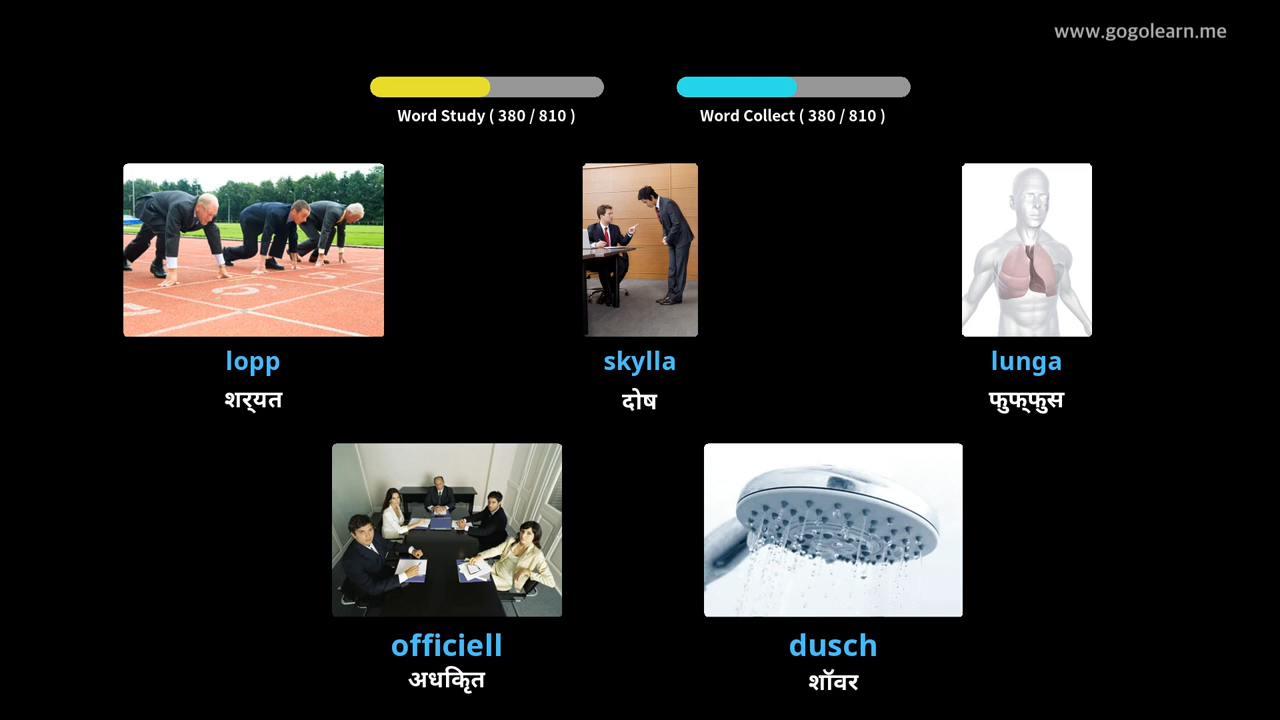 www.gogolearn.me
Word Study ( 380 / 810 )
Word Collect ( 380 / 810 )
lopp
शर्‍यत
skylla
दोष
lunga
फुफ्फुस
officiell
अधकिृित
dusch
शॉवर